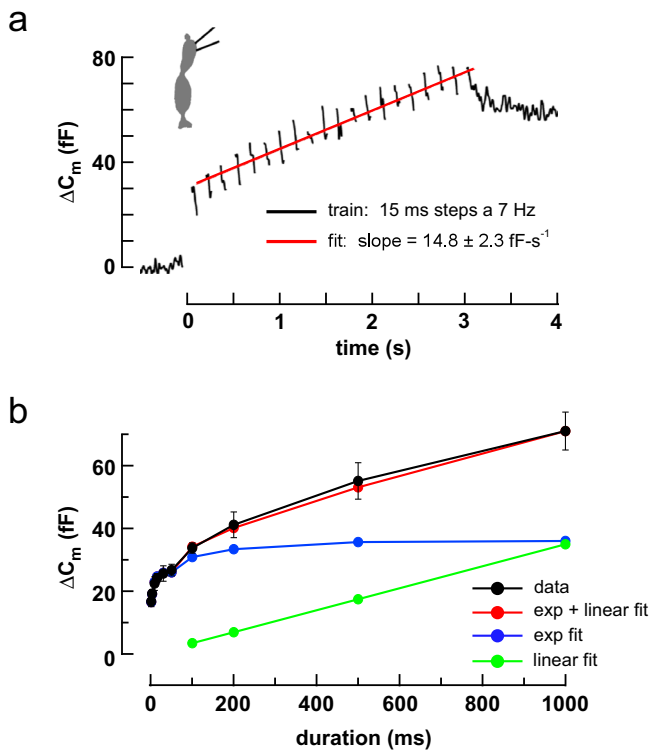 a
80
40
0
ΔCm (fF)
train: 15 ms steps a 7 Hz
fit: slope = 14.8 ± 2.3 fF-s⁻¹
0 1 2 3 4
time (s)
b
60
40
20
0
ΔCm (fF)
data
exp + linear fit
exp fit
linear fit
0 200 400 600 800 1000
duration (ms)